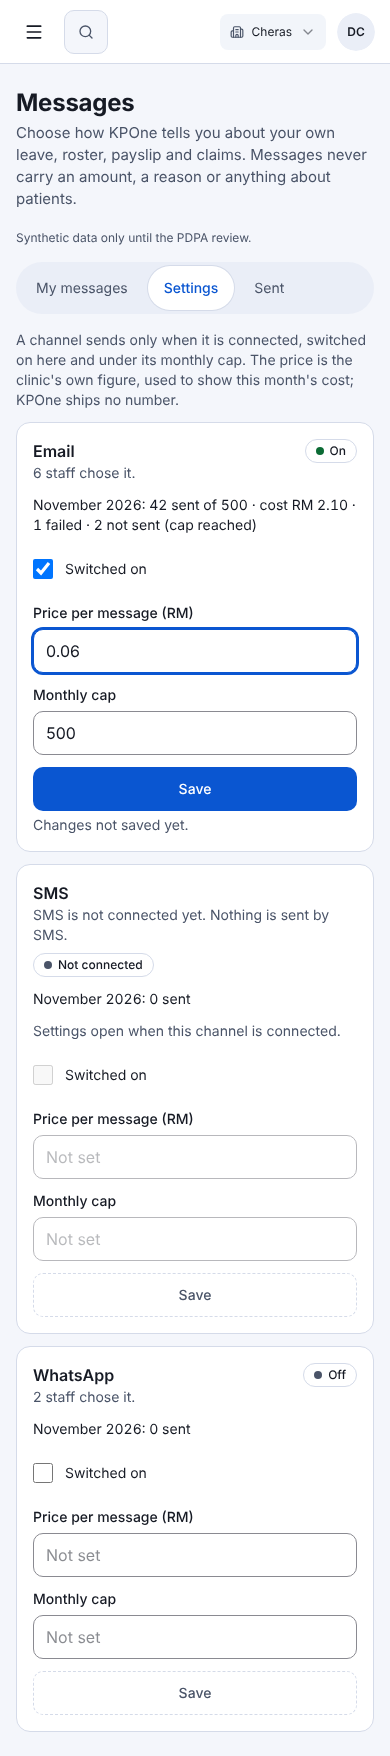 Cheras
DC
Messages
Choose how KPOne tells you about your own
leave, roster, payslip and claims. Messages never
carry an amount, a reason or anything about
patients.
Synthetic data only until the PDPA review.
My messages
Settings
Sent
A channel sends only when it is connected, switched
on here and under its monthly cap. The price is the
clinic's own figure, used to show this month's cost;
KPOne ships no number.
Email
On
6 staff chose it.
November 2026: 42 sent of 500 · cost RM 2.10 ·
1 failed · 2 not sent (cap reached)
Switched on
Price per message (RM)
0.06
Monthly cap
500
Save
Changes not saved yet.
SMS
SMS is not connected yet. Nothing is sent by
SMS.
Not connected
November 2026: 0 sent
Settings open when this channel is connected.
Switched on
Price per message (RM)
Not set
Monthly cap
Not set
Save
WhatsApp
Off
2 staff chose it.
November 2026: 0 sent
Switched on
Price per message (RM)
Not set
Monthly cap
Not set
Save